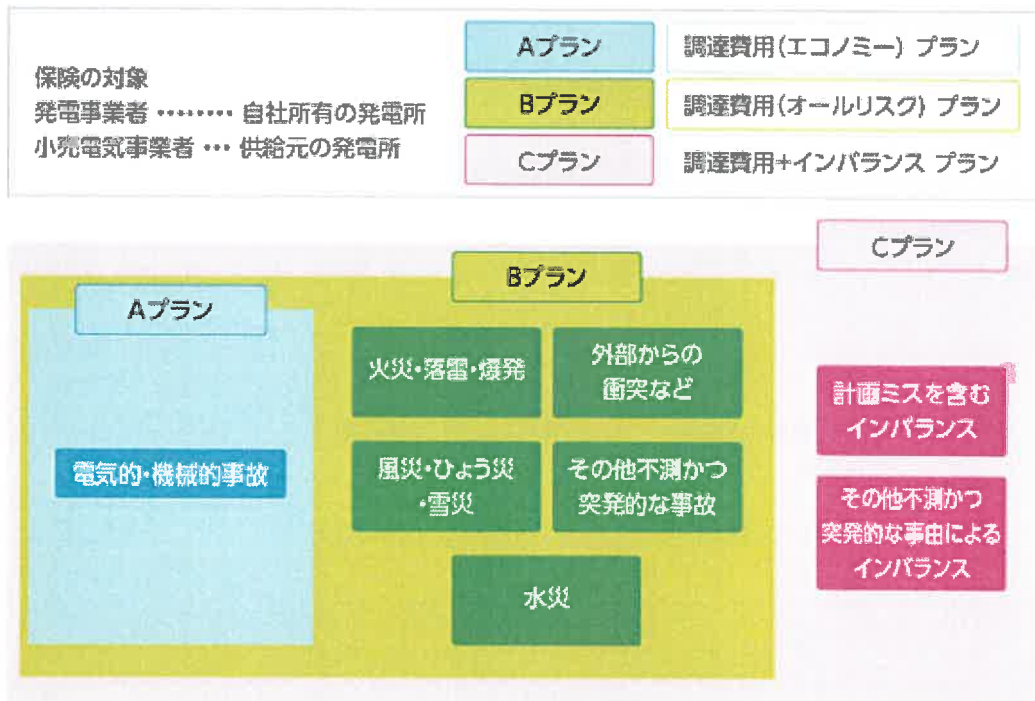 保険の対象
発電事業者 ‥‥‥‥ 自社所有の発電所
小売電気事業者 … 供給元の発電所
Aプラン 調達費用(エコノミー) プラン
Bプラン 調達費用(オールリスク) プラン
Cプラン 調達費用+インバランス プラン
Cプラン
Bプラン
Aプラン
火災・落雷・爆発
外部からの
衝突など
計画ミスを含む
インバランス
電気的・機械的事故
風災・ひょう災
・雪災
その他不測かつ
突発的な事故
その他不測かつ
突発的な事由による
インバランス
水災